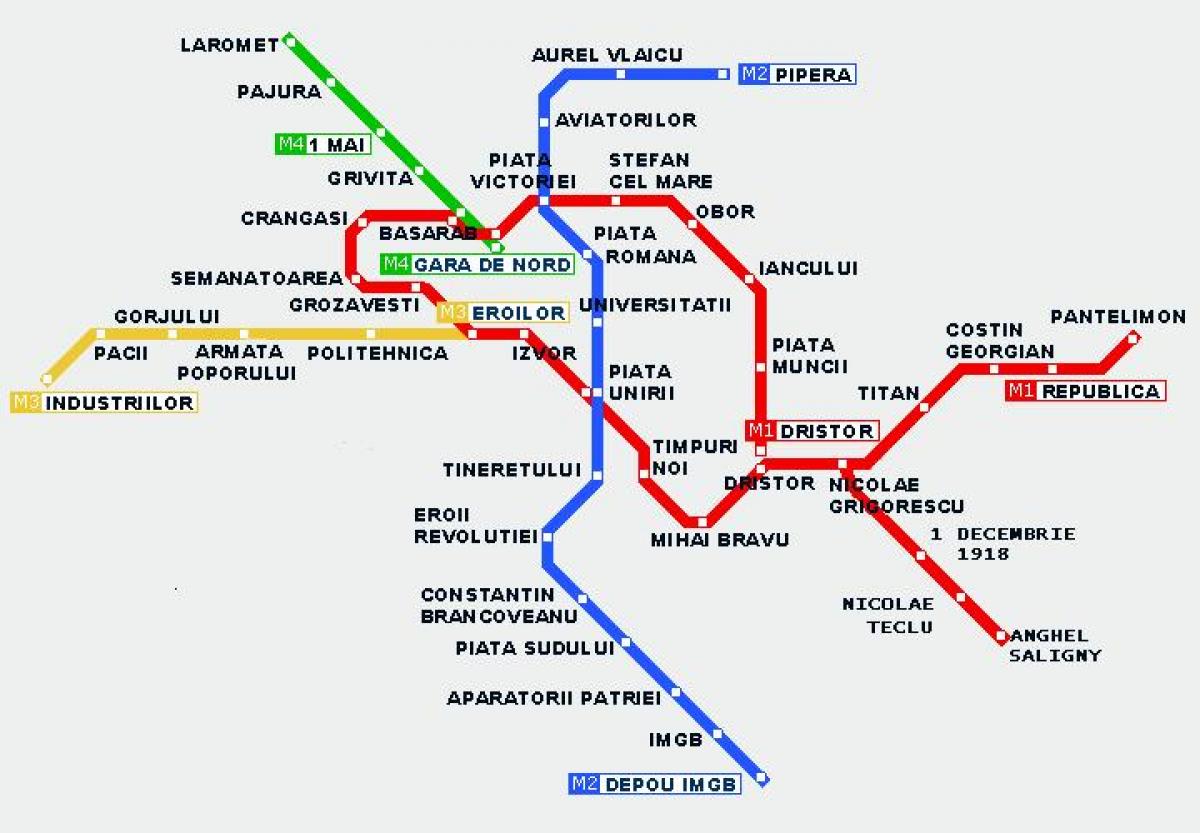 LAROMET
AUREL VLAICU
M2 PIPERA
PAJURA
AVIATORILOR
M4 1 MAI
PIATA
VICTORIEI
STEFAN
CEL MARE
GRIVITA
OBOR
CRANGASI
BASARAB
PIATA
ROMANA
M4 GARA DE NORD
IANCULUI
SEMANATOAREA
GROZAVESTI
M3 EROILOR
UNIVERSITATII
GORJULUI
PANTELIMON
COSTIN
GEORGIAN
PACII
ARMATA
POPORULUI
POLITEHNICA
IZVOR
PIATA
MUNCII
PIATA
UNIRII
TITAN
M1 REPUBLICA
M3 INDUSTRIILOR
M1 DRISTOR
TIMPURI
NOI
TINERETULUI
DRISTOR
NICOLAE
GRIGORESCU
EROII
REVOLUTIEI
MIHAI BRAVU
1 DECEMBRIE
1918
CONSTANTIN
BRANCOVEANU
NICOLAE
TECLU
ANGHEL
SALIGNY
PIATA SUDULUI
APARATORII PATRIEI
IMGB
M2 DEPOU IMGB